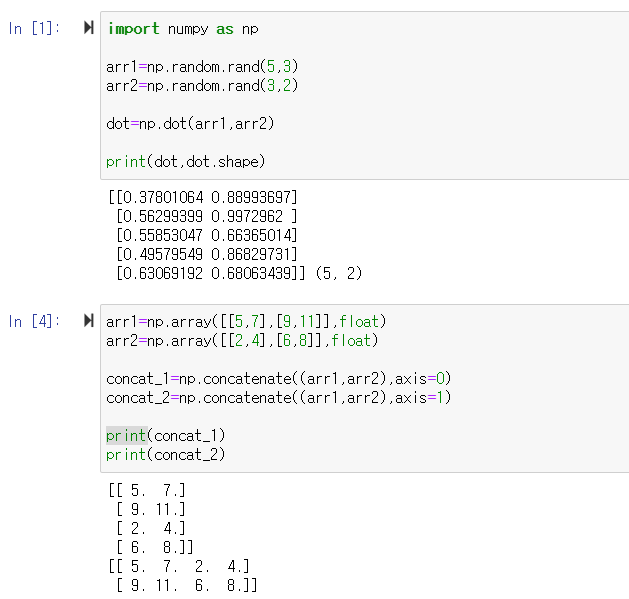 In [1]:
import numpy as np
arr1=np.random.rand(5,3)
arr2=np.random.rand(3,2)
dot=np.dot(arr1,arr2)
print(dot,dot.shape)
[[0.37801064 0.88993697]
[0.56299399 0.9972962 ]
[0.55853047 0.66365014]
[0.49579549 0.86829731]
[0.63069192 0.68063439]] (5, 2)
In [4]:
arr1=np.array([[5,7],[9,11]],float)
arr2=np.array([[2,4],[6,8]],float)
concat_1=np.concatenate((arr1,arr2),axis=0)
concat_2=np.concatenate((arr1,arr2),axis=1)
print(concat_1)
print(concat_2)
[[ 5.  7.]
[ 9. 11.]
[ 2.  4.]
[ 6.  8.]]
[[ 5.  7.  2.  4.]
[ 9. 11.  6.  8.]]